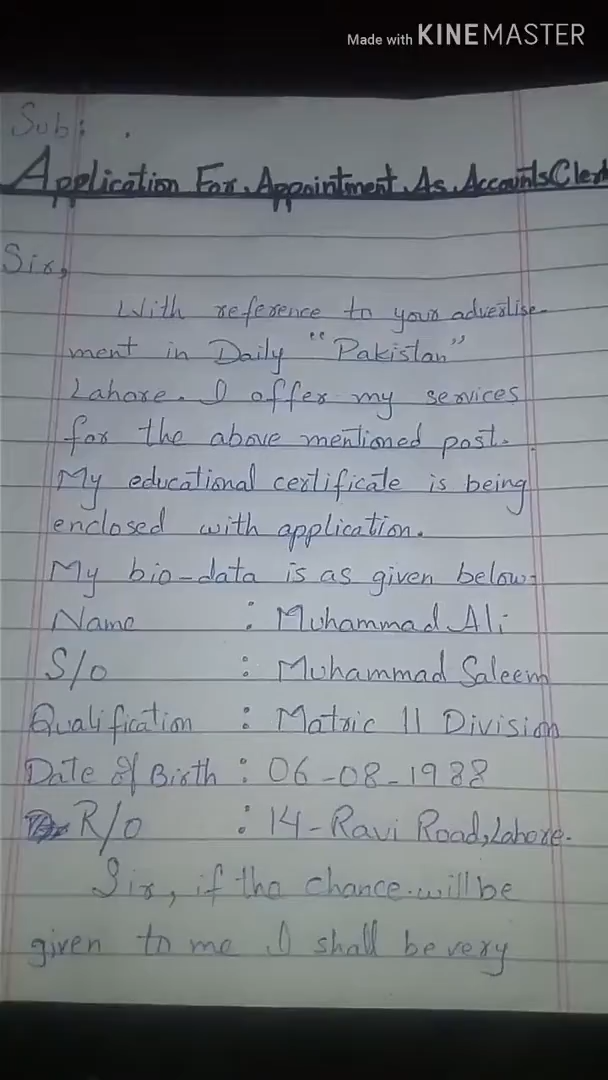 Made with KINEMASTER
Sub:
Application For Appointment As Accounts Clerk
Sir,
With reference to your advertise-
ment in Daily "Pakistan"
Lahore. I offer my services
for the above mentioned post.
My educational certificate is being
enclosed with application.
My bio-data is as given below:
Name : Muhammad Ali
S/o : Muhammad Saleem
Qualification : Matric II Division
Date of Birth : 06-08-1988
R/o : 14-Ravi Road, Lahore.
Sir, if the chance will be
given to me I shall be very